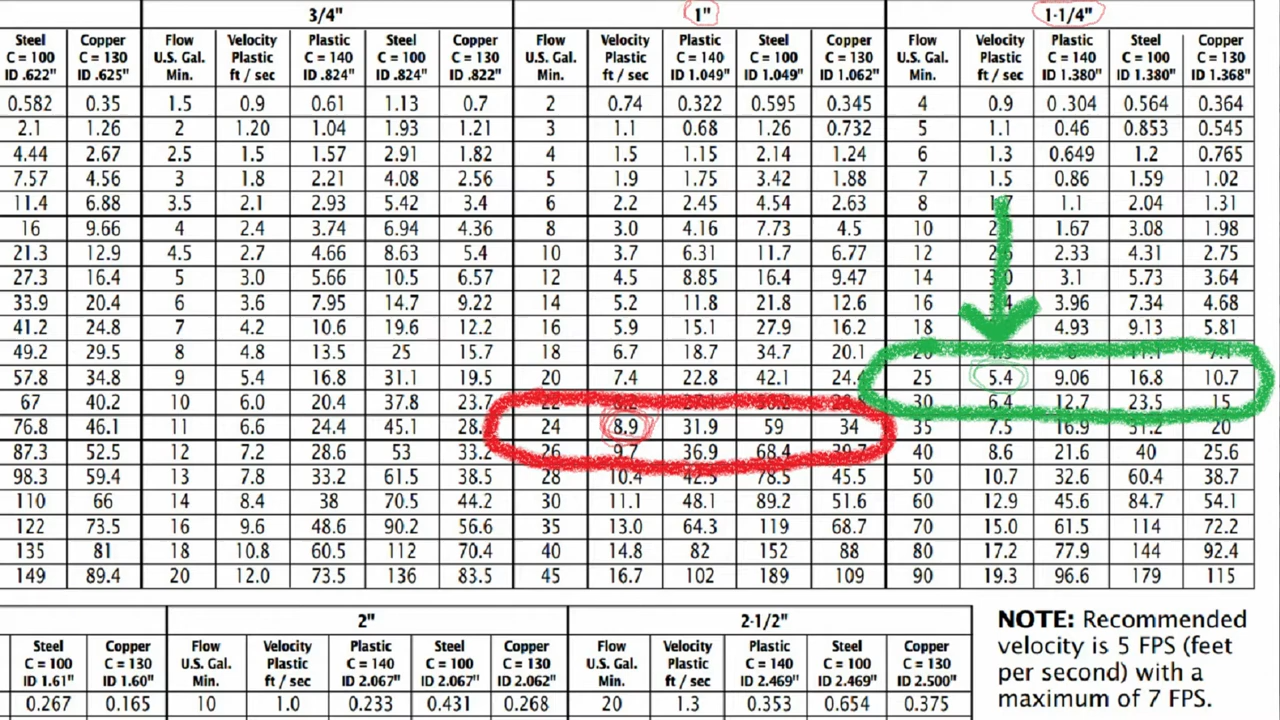 3/4" 1" 1-1/4"
Steel Copper Flow Velocity Plastic Steel Copper Flow Velocity Plastic Steel Copper Flow Velocity Plastic Steel Copper
C = 100 C = 130 U.S. Gal. Plastic C = 140 C = 100 C = 130 U.S. Gal. Plastic C = 140 C = 100 C = 130 U.S. Gal. Plastic C = 140 C = 100 C = 130
ID .622" ID .625" Min. ft / sec ID .824" ID .824" ID .822" Min. ft / sec ID 1.049" ID 1.049" ID 1.062" Min. ft / sec ID 1.380" ID 1.380" ID 1.368"
0.582 0.35 1.5 0.9 0.61 1.13 0.7 2 0.74 0.322 0.595 0.345 4 0.9 0.304 0.564 0.364
2.1 1.26 2 1.20 1.04 1.93 1.21 3 1.1 0.68 1.26 0.732 5 1.1 0.46 0.853 0.545
4.44 2.67 2.5 1.5 1.57 2.91 1.82 4 1.5 1.15 2.14 1.24 6 1.3 0.649 1.2 0.765
7.57 4.56 3 1.8 2.21 4.08 2.56 5 1.9 1.75 3.42 1.88 7 1.5 0.86 1.59 1.02
11.4 6.88 3.5 2.1 2.93 5.42 3.4 6 2.2 2.45 4.54 2.63 8 1.1 2.04 1.31
16 9.66 4 2.4 3.74 6.94 4.36 8 3.0 4.16 7.73 4.5 10 1.67 3.08 1.98
21.3 12.9 4.5 2.7 4.66 8.63 5.4 10 3.7 6.31 11.7 6.77 12 2.33 4.31 2.75
27.3 16.4 5 3.0 5.66 10.5 6.57 12 4.5 8.85 16.4 9.47 14 3.1 5.73 3.64
33.9 20.4 6 3.6 7.95 14.7 9.22 14 5.2 11.8 21.8 12.6 16 3.96 7.34 4.68
41.2 24.8 7 4.2 10.6 19.6 12.2 16 5.9 15.1 27.9 16.2 18 4.93 9.13 5.81
49.2 29.5 8 4.8 13.5 25 15.7 18 6.7 18.7 34.7 20.1
57.8 34.8 9 5.4 16.8 31.1 19.5 20 7.4 22.8 42.1 25 5.4 9.06 16.8 10.7
67 40.2 10 6.0 20.4 37.8 23.7 30 6.4 12.7 23.5 15
76.8 46.1 11 6.6 24.4 45.1 24 8.9 31.9 59 34 35 7.5 16.9 31.2 20
87.3 52.5 12 7.2 28.6 53 33.2 26 9.7 36.9 68.4 39.7 40 8.6 21.6 40 25.6
98.3 59.4 13 7.8 33.2 61.5 38.5 28 10.4 42.5 78.5 45.5 50 10.7 32.6 60.4 38.7
110 66 14 8.4 38 70.5 44.2 30 11.1 48.1 89.2 51.6 60 12.9 45.6 84.7 54.1
122 73.5 16 9.6 48.6 90.2 56.6 35 13.0 64.3 119 68.7 70 15.0 61.5 114 72.2
135 81 18 10.8 60.5 112 70.4 40 14.8 82 152 88 80 17.2 77.9 144 92.4
149 89.4 20 12.0 73.5 136 83.5 45 16.7 102 189 109 90 19.3 96.6 179 115
2" 2-1/2"
Steel Copper Flow Velocity Plastic Steel Copper Flow Velocity Plastic Steel Copper
C = 100 C = 130 U.S. Gal. Plastic C = 140 C = 100 C = 130 U.S. Gal. Plastic C = 140 C = 100 C = 130
ID 1.61" ID 1.60" Min. ft / sec ID 2.067" ID 2.067" ID 2.062" Min. ft / sec ID 2.469" ID 2.469" ID 2.500"
0.267 0.165 10 1.0 0.233 0.431 0.268 20 1.3 0.353 0.654 0.375
NOTE: Recommended
velocity is 5 FPS (feet
per second) with a
maximum of 7 FPS.